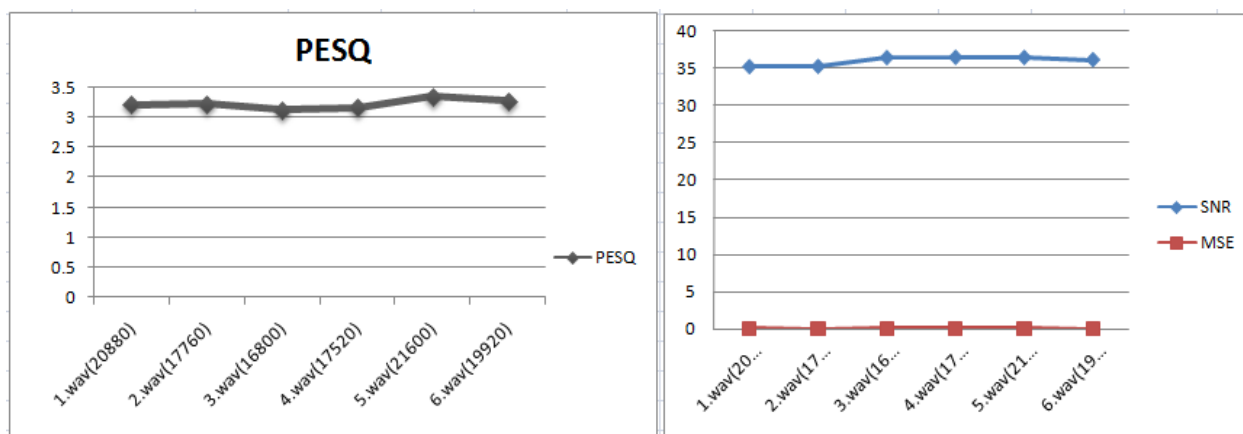 PESQ
3.5
3
2.5
2
1.5
1
0.5
0
1.wav(20880)
2.wav(17760)
3.wav(16800)
4.wav(17520)
5.wav(21600)
6.wav(19920)
PESQ
40
35
30
25
20
15
10
5
0
1.wav(20...
2.wav(17...
3.wav(16...
4.wav(17...
5.wav(21...
6.wav(19...
SNR
MSE